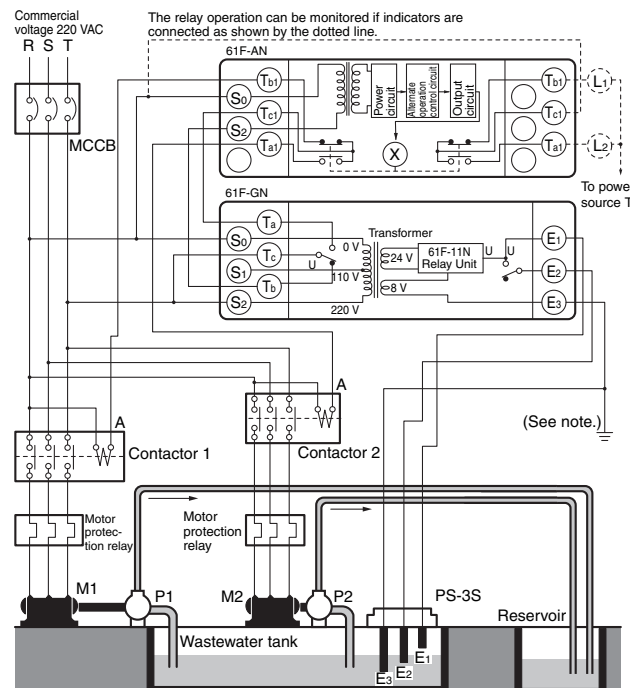 Commercial
voltage 220 VAC
R S T
The relay operation can be monitored if indicators are
connected as shown by the dotted line.
61F-AN
MCCB
S0
S2
Tb1
Tc1
Ta1
Power
circuit
Alternate
operation
control circuit
Output
circuit
X
Tb1
Tc1
Ta1
L1
L2
To powe
source T
61F-GN
S0
S1
S2
Ta
Tc
Tb
U
0 V
110 V
220 V
Transformer
24 V
8 V
61F-11N
Relay Unit
U
U
E1
E2
E3
A
A
Contactor 1
Contactor 2
(See note.)
Motor
protec-
tion relay
Motor
protection
relay
M1
P1
M2
P2
PS-3S
Reservoir
Wastewater tank
E3
E2
E1